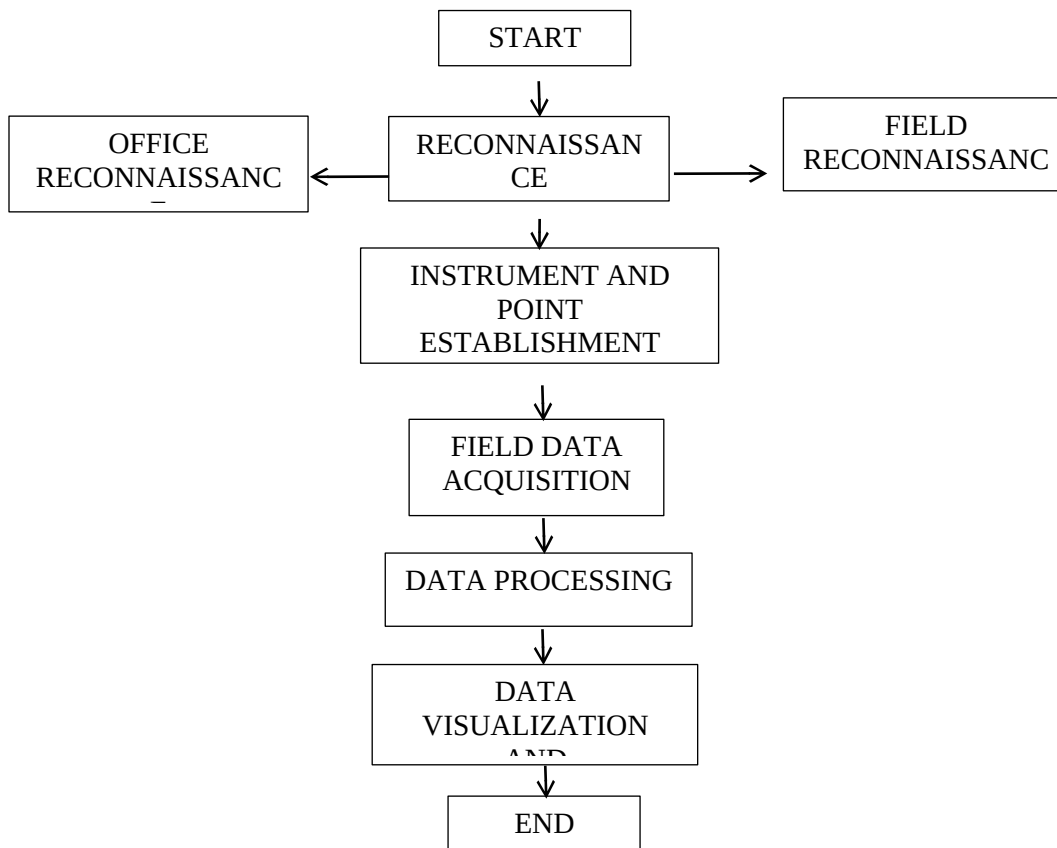 START
OFFICE
RECONNAISSANC
RECONNAISSAN
CE
FIELD
RECONNAISSANC
INSTRUMENT AND
POINT
ESTABLISHMENT
FIELD DATA
ACQUISITION
DATA PROCESSING
DATA
VISUALIZATION
AND
END